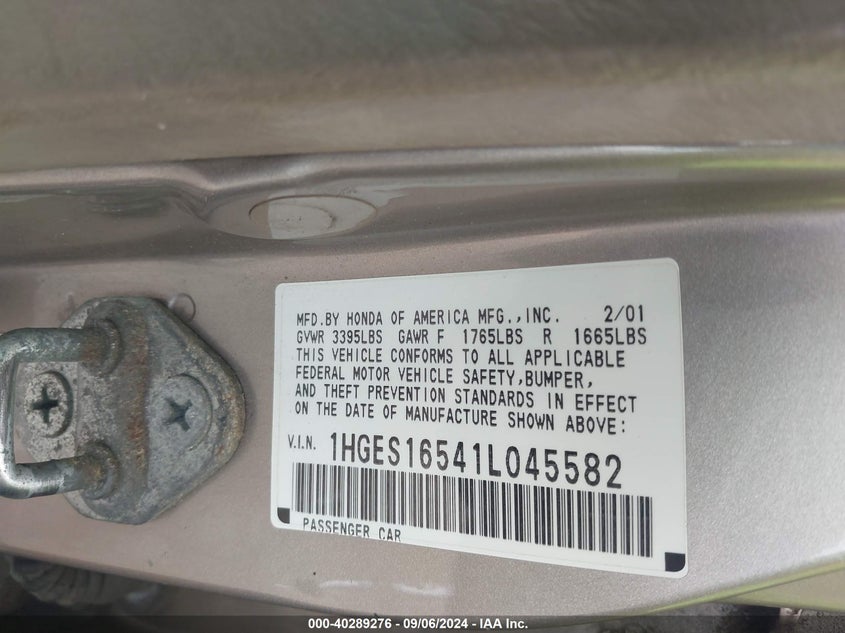 MFD.BY HONDA OF AMERICA MFG.,INC. 2/01
GVWR 3395LBS GAWR F 1765LBS R 1665LBS
THIS VEHICLE CONFORMS TO ALL APPLICABLE
FEDERAL MOTOR VEHICLE SAFETY,BUMPER,
AND THEFT PREVENTION STANDARDS IN EFFECT
ON THE DATE OF MANUFACTURE SHOWN ABOVE:
V.I.N. 1HGES16541L045582
PASSENGER CAR
000-40289276 - 09/06/2024 - IAA Inc.